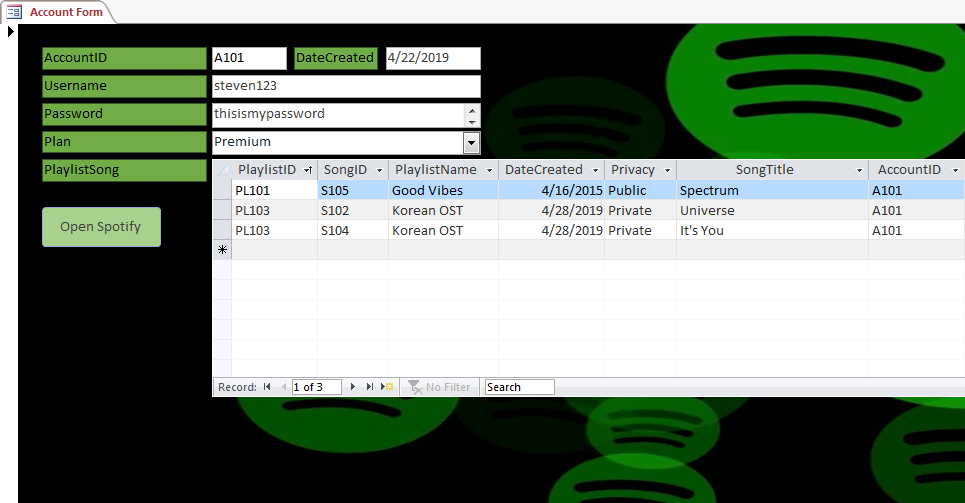 Account Form
AccountID A101 DateCreated 4/22/2019
Username steven123
Password thisismypassword
Plan Premium
PlaylistSong
PlaylistID SongID PlaylistName DateCreated Privacy SongTitle AccountID
PL101 S105 Good Vibes 4/16/2015 Public Spectrum A101
PL103 S102 Korean OST 4/28/2019 Private Universe A101
PL103 S104 Korean OST 4/28/2019 Private It's You A101
Open Spotify
Record: 1 of 3 No Filter Search